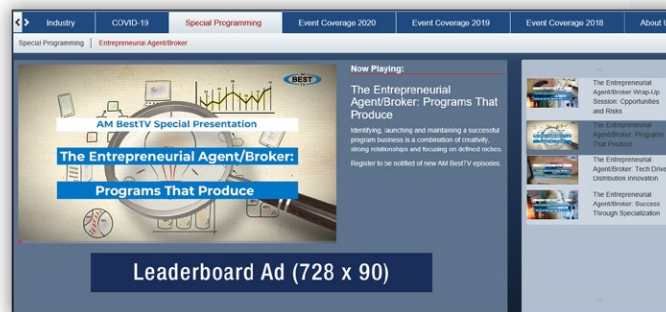 Industry
COVID-19
Special Programming
Event Coverage 2020
Event Coverage 2019
Event Coverage 2018
About U
Special Programming
Entrepreneurial Agent/Broker
BEST
AM BestTV Special Presentation
The Entrepreneurial Agent/Broker:
Programs That Produce
Now Playing:
The Entrepreneurial
Agent/Broker: Programs That
Produce
Identifying, launching and maintaining a successful
program business is a combination of creativity,
strong relationships and focusing on defined niches.
Register to be notified of new AM BestTV episodes.
The Entrepreneurial
Agent/Broker Wrap-Up
Session: Opportunities
and Risks
The Entrepreneurial
Agent/Broker: Programs
That Produce
The Entrepreneurial
Agent/Broker: Tech Drive
Distribution Innovation
The Entrepreneurial
Agent/Broker: Success
Through Specialization
Leaderboard Ad (728 x 90)